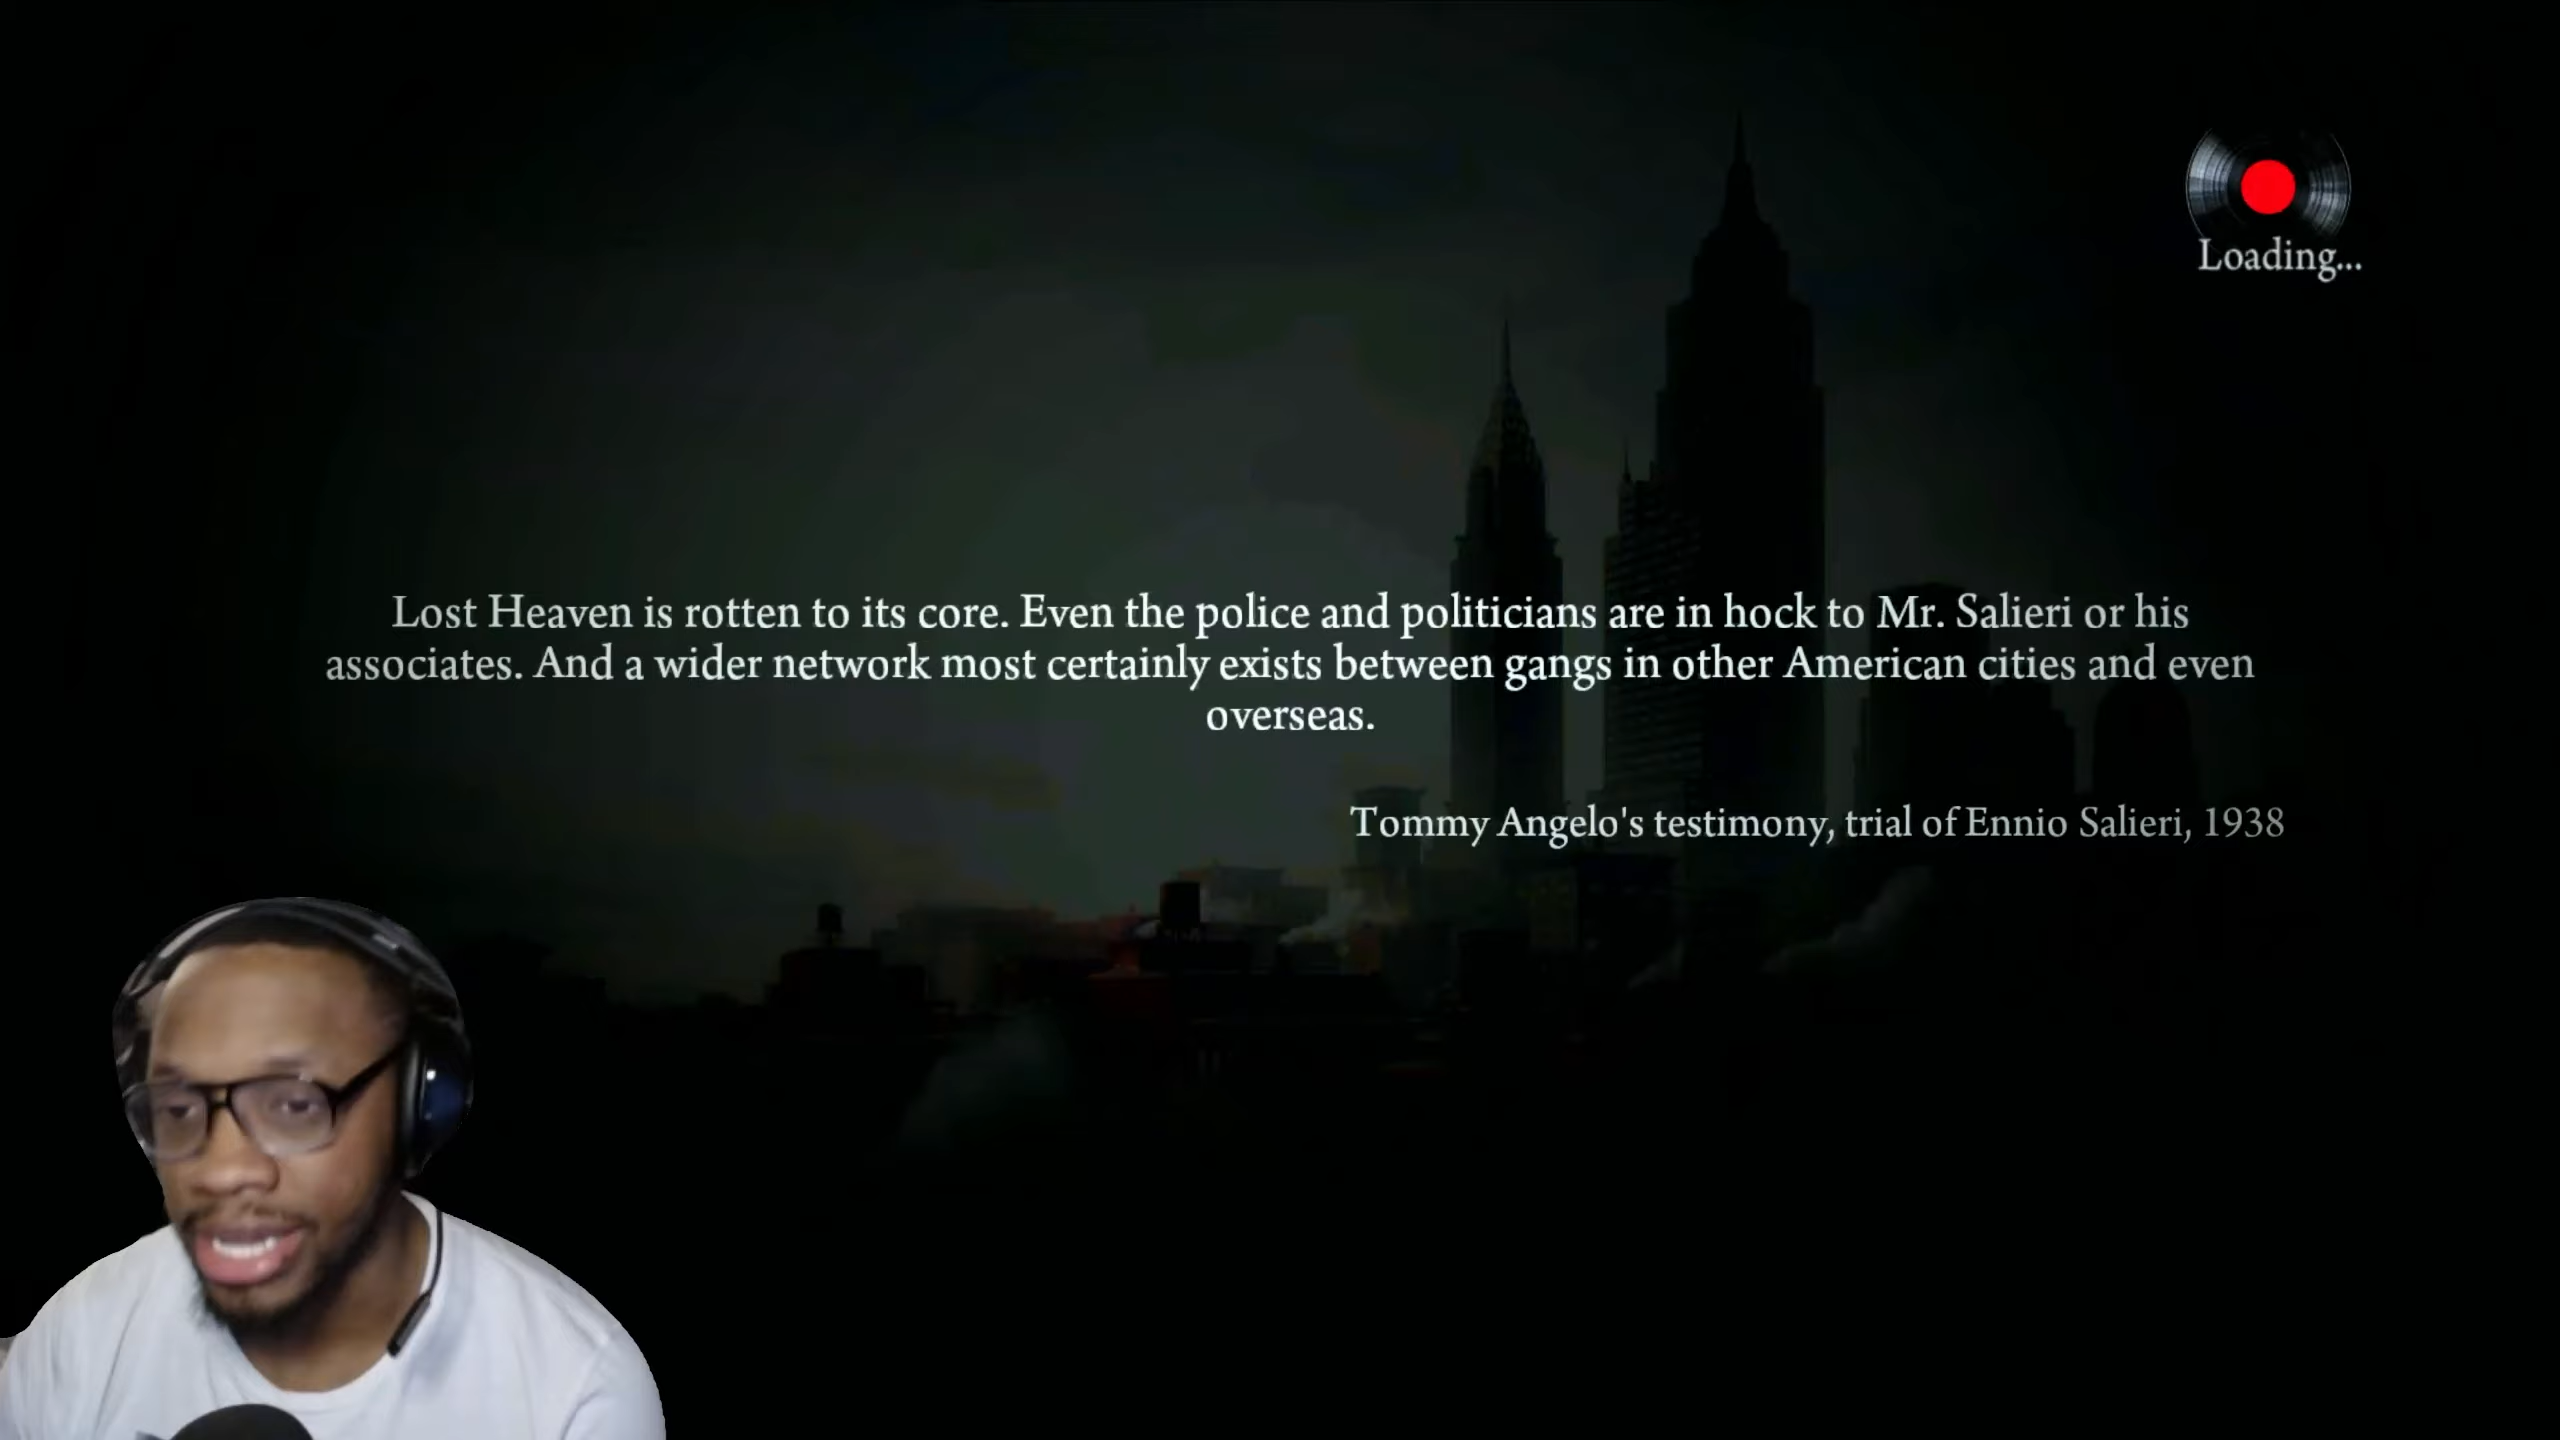 Loading...
Lost Heaven is rotten to its core. Even the police and politicians are in hock to Mr. Salieri or his
associates. And a wider network most certainly exists between gangs in other American cities and even
overseas.
Tommy Angelo's testimony, trial of Ennio Salieri, 1938